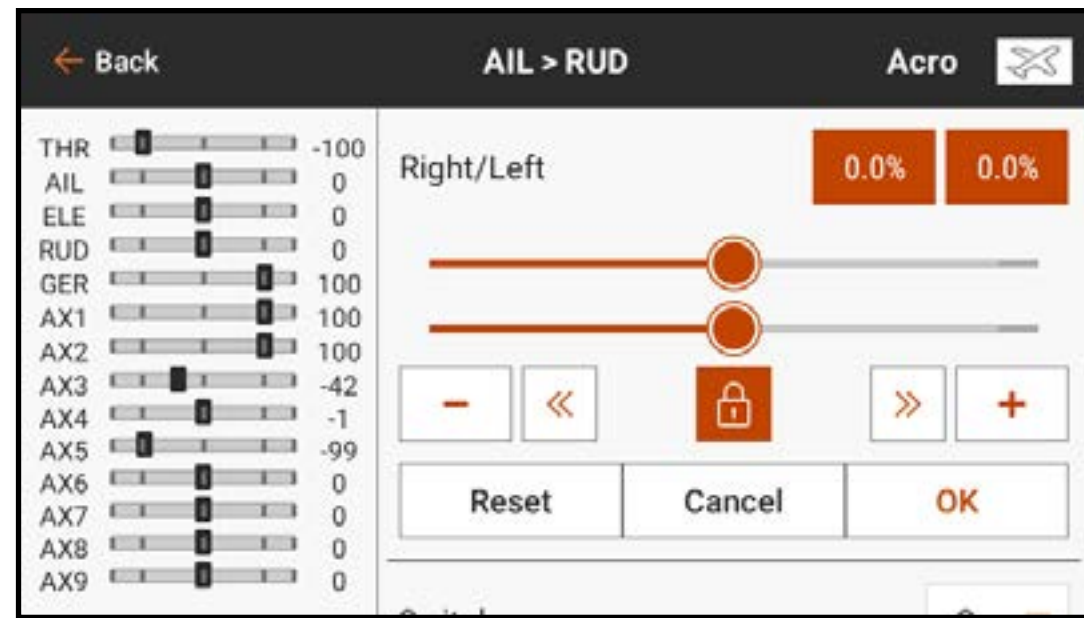 Back
AIL > RUD
Acro
THR -100
AIL 0
ELE 0
RUD 0
GER 100
AX1 100
AX2 100
AX3 -42
AX4 -1
AX5 -99
AX6 0
AX7 0
AX8 0
AX9 0
Right/Left 0.0% 0.0%
Reset Cancel OK